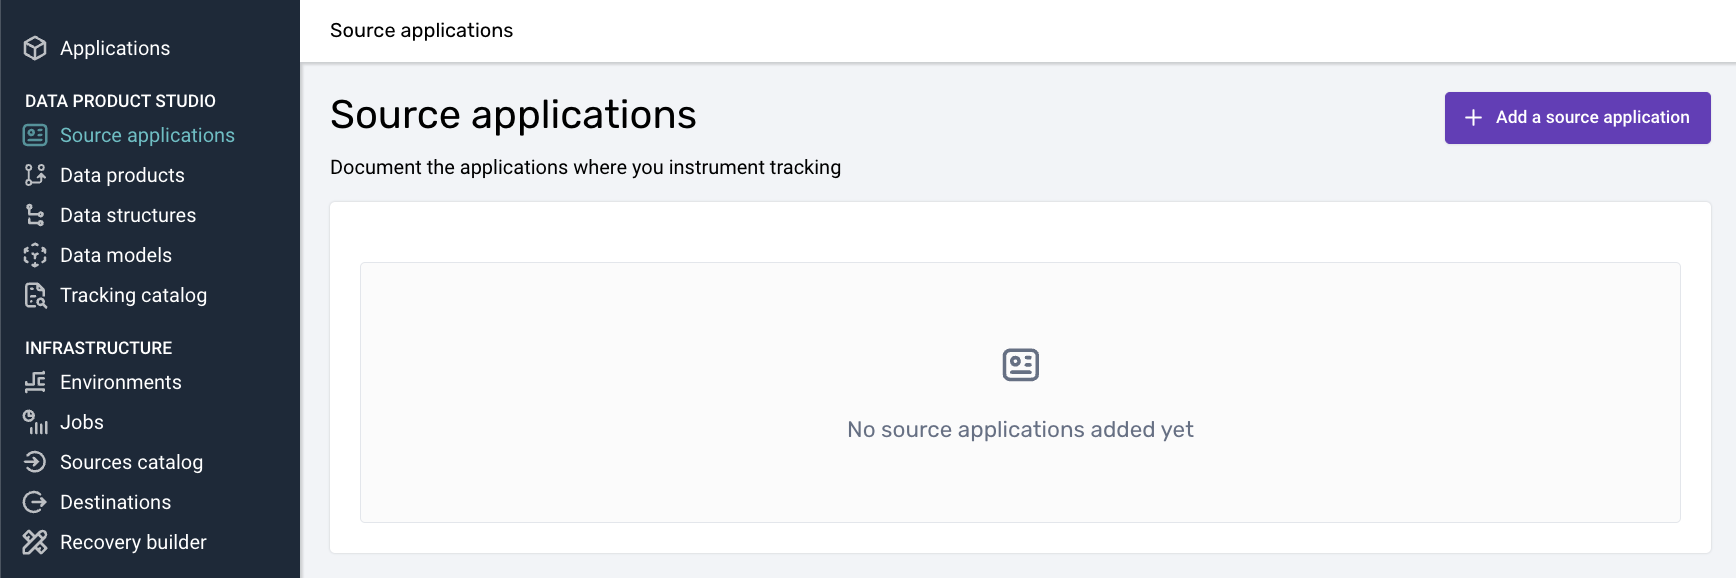 Applications
DATA PRODUCT STUDIO
Source applications
Data products
Data structures
Data models
Tracking catalog
INFRASTRUCTURE
Environments
Jobs
Sources catalog
Destinations
Recovery builder
Source applications
Source applications
Add a source application
Document the applications where you instrument tracking
No source applications added yet